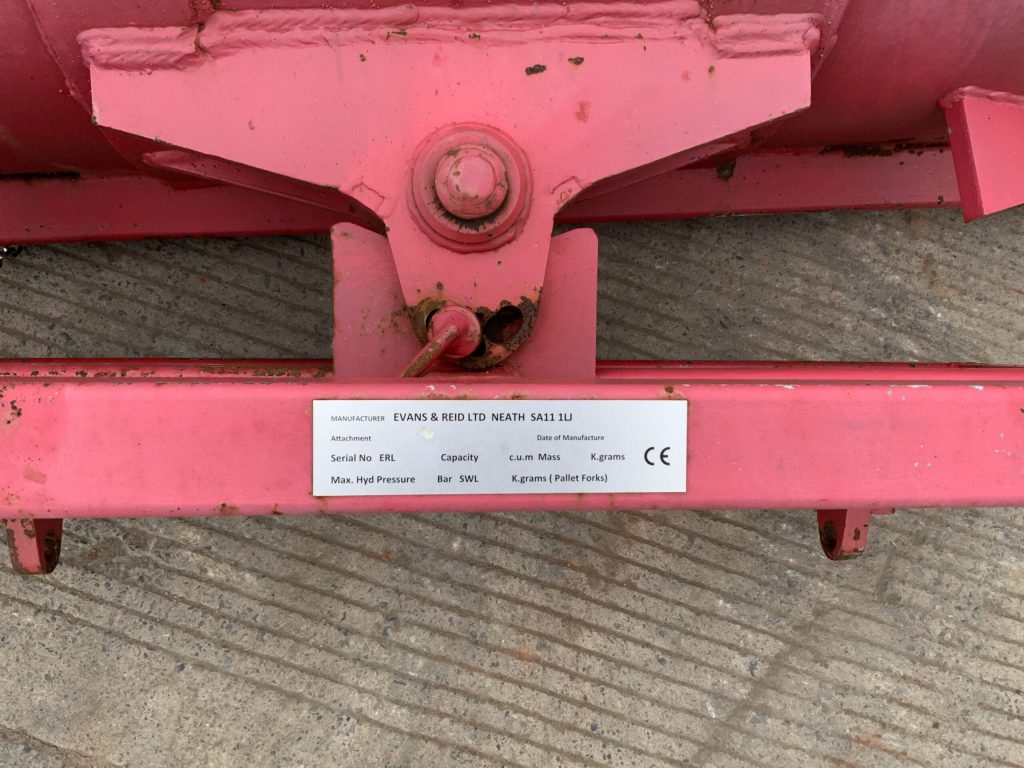 MANUFACTURER EVANS & REID LTD NEATH SA11 1LJ
Attachment Date of Manufacture
Serial No ERL Capacity c.u.m Mass K.grams CE
Max. Hyd Pressure Bar SWL K.grams ( Pallet Forks)